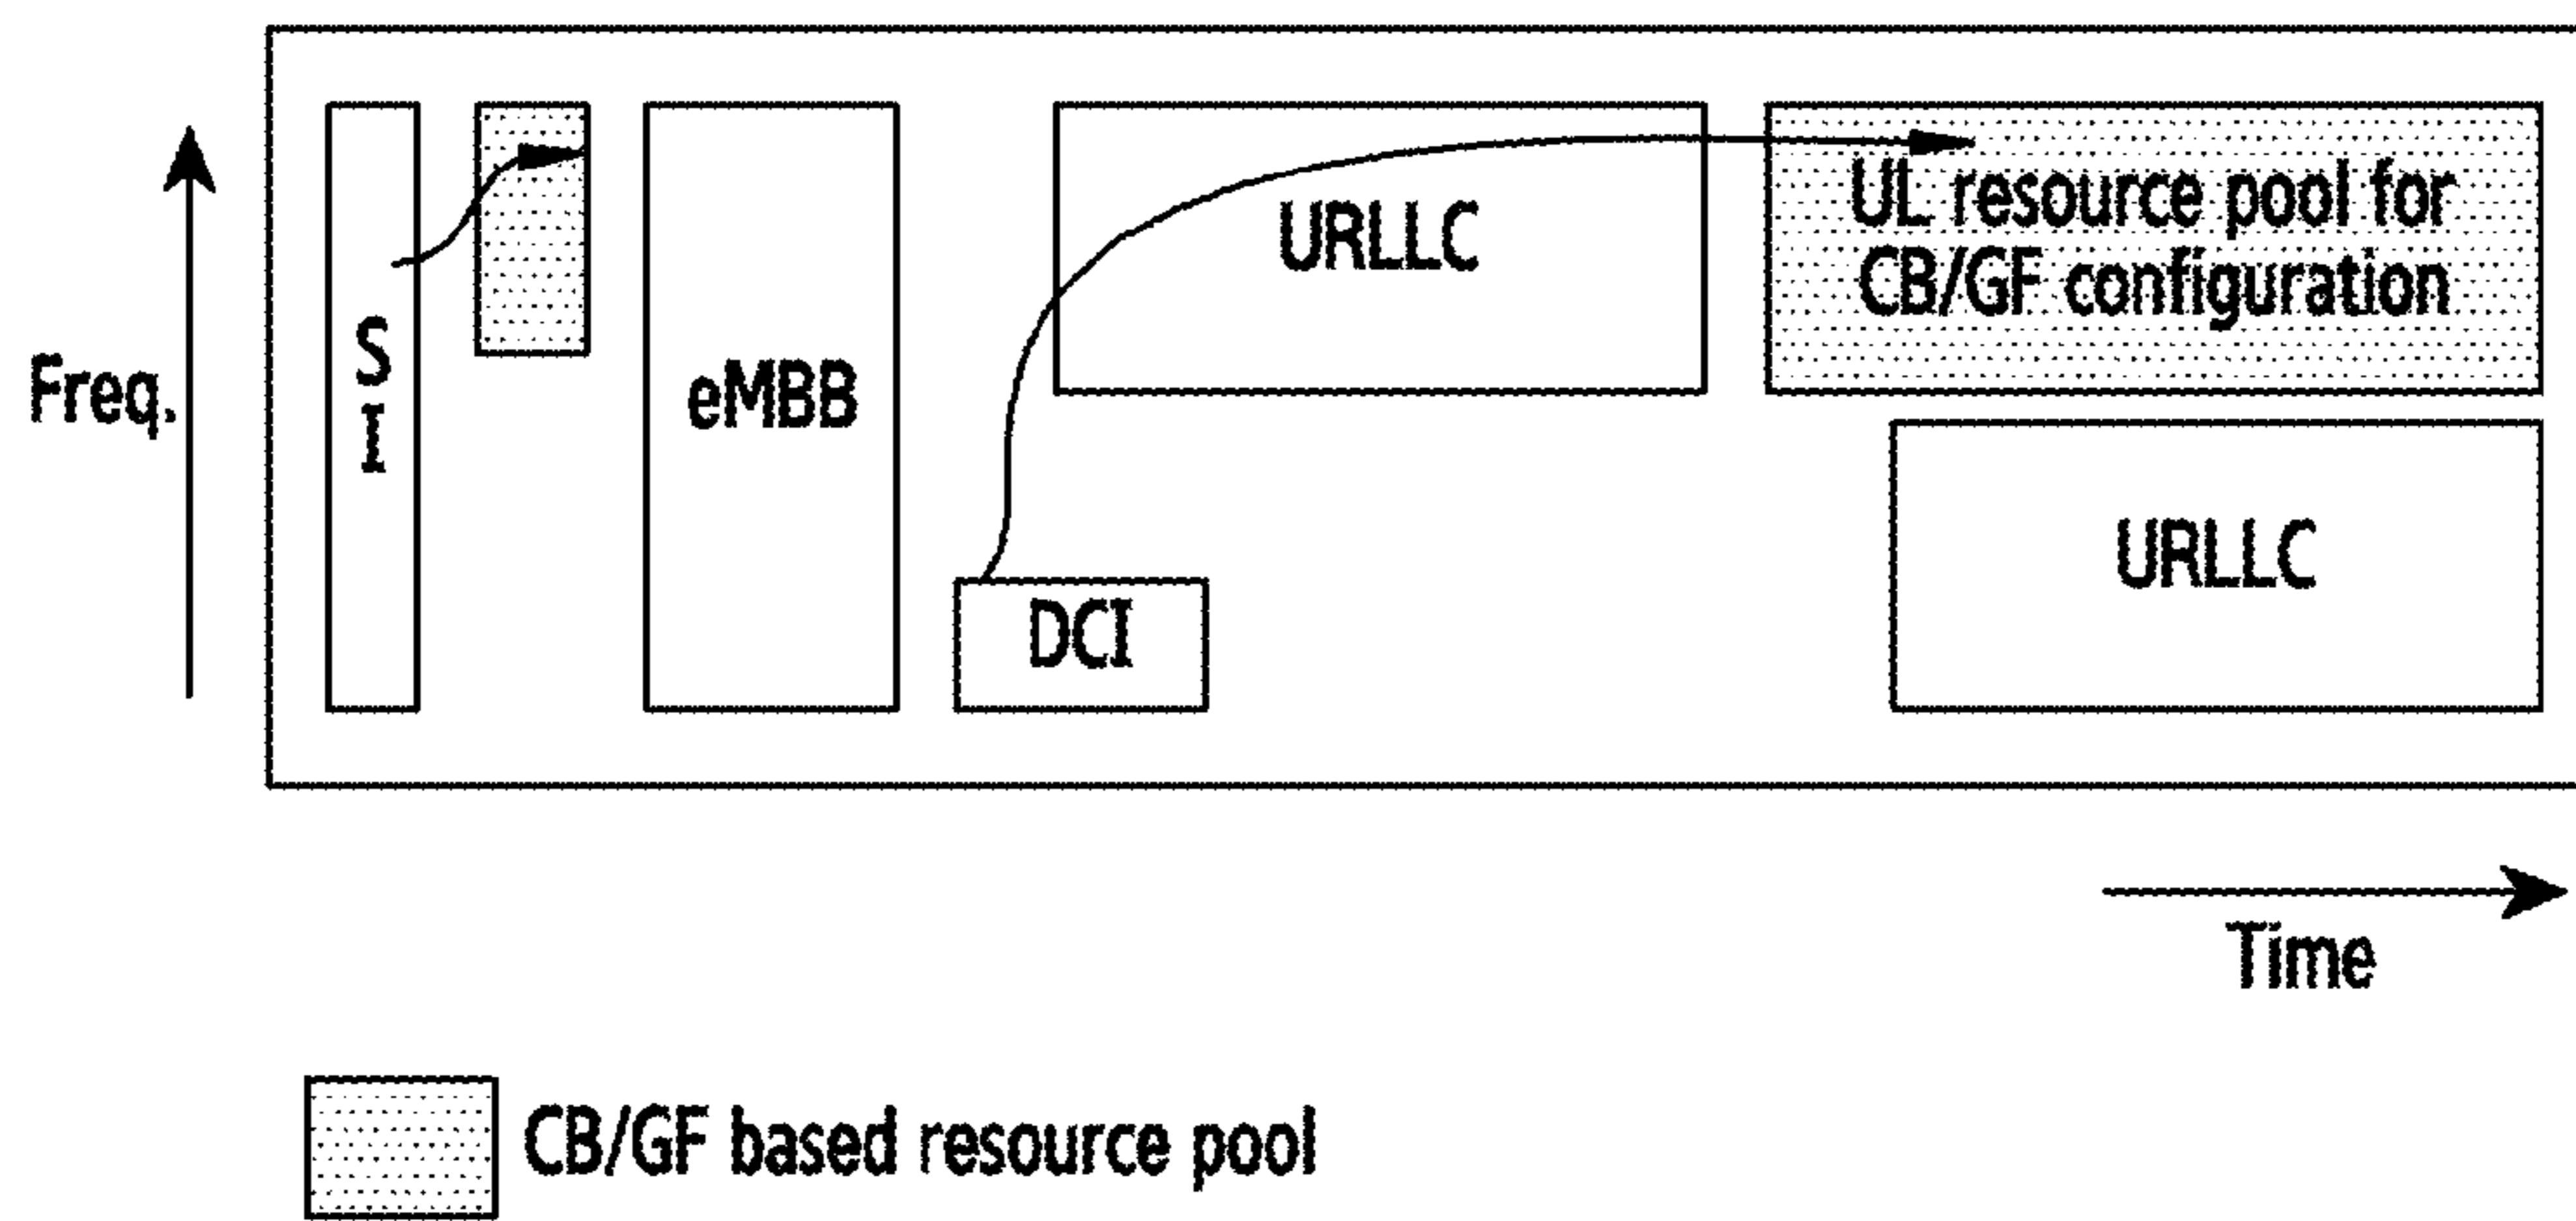 Freq.
S
I
eMBB
DCI
URLLC
UL resource pool for
CB/GF configuration
URLLC
Time
CB/GF based resource pool